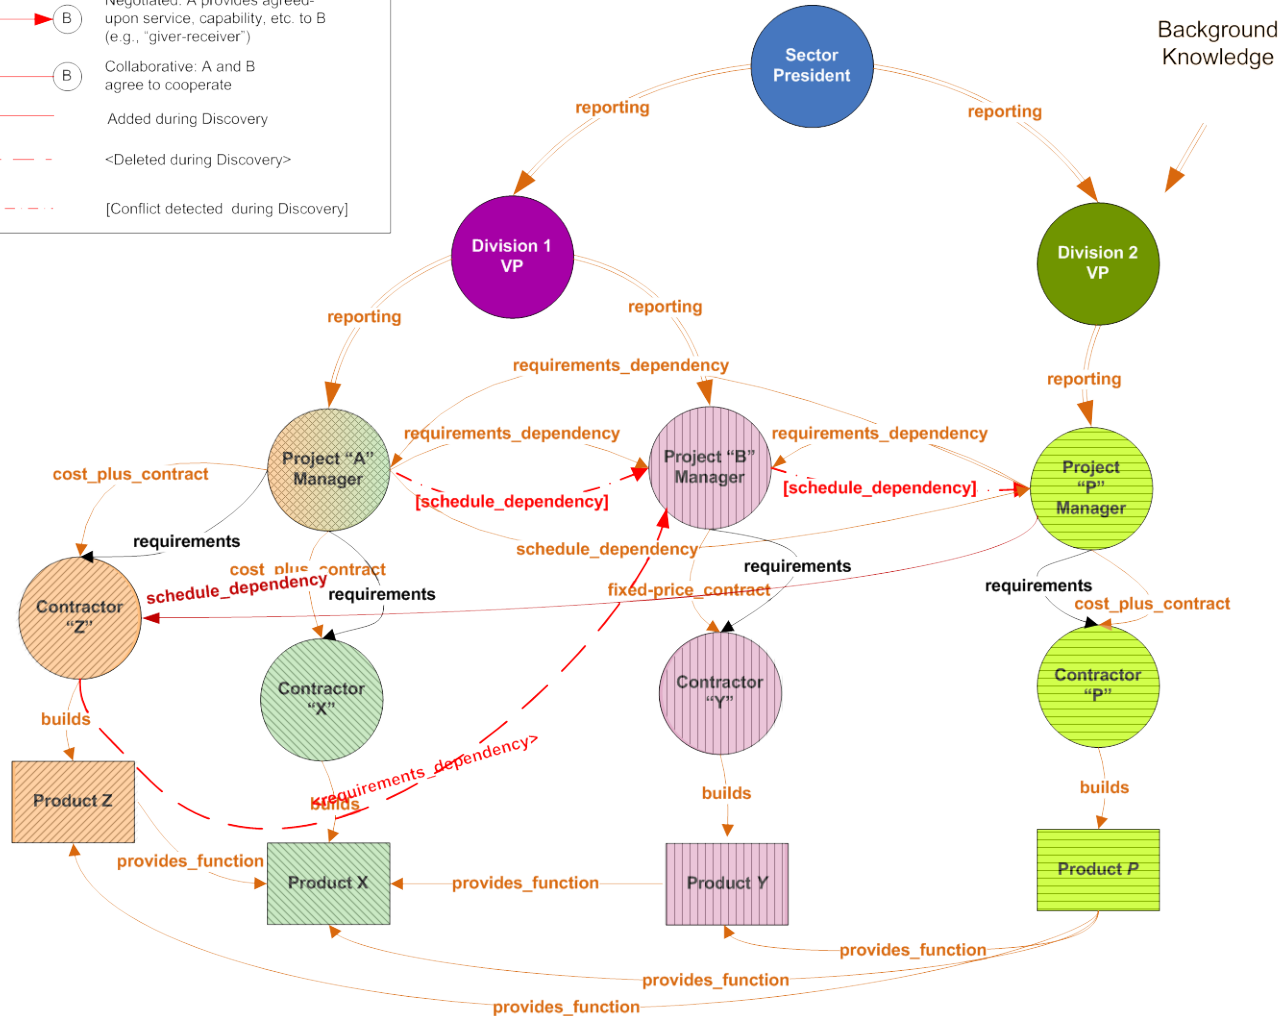 Negotiated: A provides agreed-
upon service, capability, etc. to B
(e.g., “giver-receiver”)
B
Collaborative: A and B
agree to cooperate
B
Added during Discovery
<Deleted during Discovery>
[Conflict detected during Discovery]
Background
Knowledge
Sector
President
reporting
reporting
Division 1
VP
Division 2
VP
reporting
reporting
reporting
requirements_dependency
requirements_dependency
requirements_dependency
Project “A”
Manager
Project “B”
Manager
Project
“P”
Manager
cost_plus_contract
[schedule_dependency]
[schedule_dependency]
requirements
schedule_dependency
cost_plus_contract
requirements
schedule_dependency
requirements
fixed-price_contract
requirements
cost_plus_contract
Contractor
“Z”
Contractor
“X”
Contractor
“Y”
Contractor
“P”
builds
<requirements_dependency>
builds
builds
builds
Product Z
provides_function
Product X
provides_function
Product Y
Product P
provides_function
provides_function
provides_function